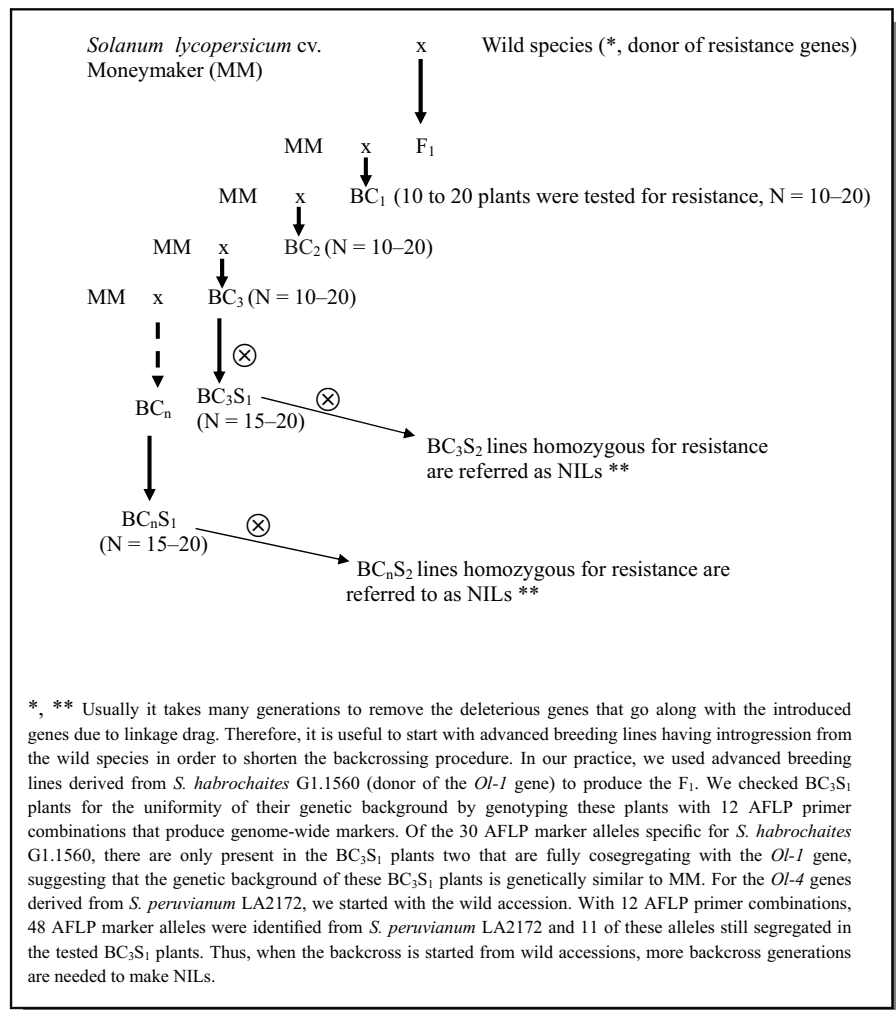 Solanum lycopersicum cv. x Wild species (*, donor of resistance genes)
Moneymaker (MM)
MM x F1
MM x BC1 (10 to 20 plants were tested for resistance, N = 10–20)
MM x BC2 (N = 10–20)
MM x BC3 (N = 10–20)
BCn BC3S1
(N = 15–20)
BC3S2 lines homozygous for resistance
are referred as NILs **
BCnS1
(N = 15–20)
BCnS2 lines homozygous for resistance are
referred to as NILs **
*, ** Usually it takes many generations to remove the deleterious genes that go along with the introduced
genes due to linkage drag. Therefore, it is useful to start with advanced breeding lines having introgression from
the wild species in order to shorten the backcrossing procedure. In our practice, we used advanced breeding
lines derived from S. habrochaites G1.1560 (donor of the Ol-1 gene) to produce the F1. We checked BC3S1
plants for the uniformity of their genetic background by genotyping these plants with 12 AFLP primer
combinations that produce genome-wide markers. Of the 30 AFLP marker alleles specific for S. habrochaites
G1.1560, there are only present in the BC3S1 plants two that are fully cosegregating with the Ol-1 gene,
suggesting that the genetic background of these BC3S1 plants is genetically similar to MM. For the Ol-4 genes
derived from S. peruvianum LA2172, we started with the wild accession. With 12 AFLP primer combinations,
48 AFLP marker alleles were identified from S. peruvianum LA2172 and 11 of these alleles still segregated in
the tested BC3S1 plants. Thus, when the backcross is started from wild accessions, more backcross generations
are needed to make NILs.